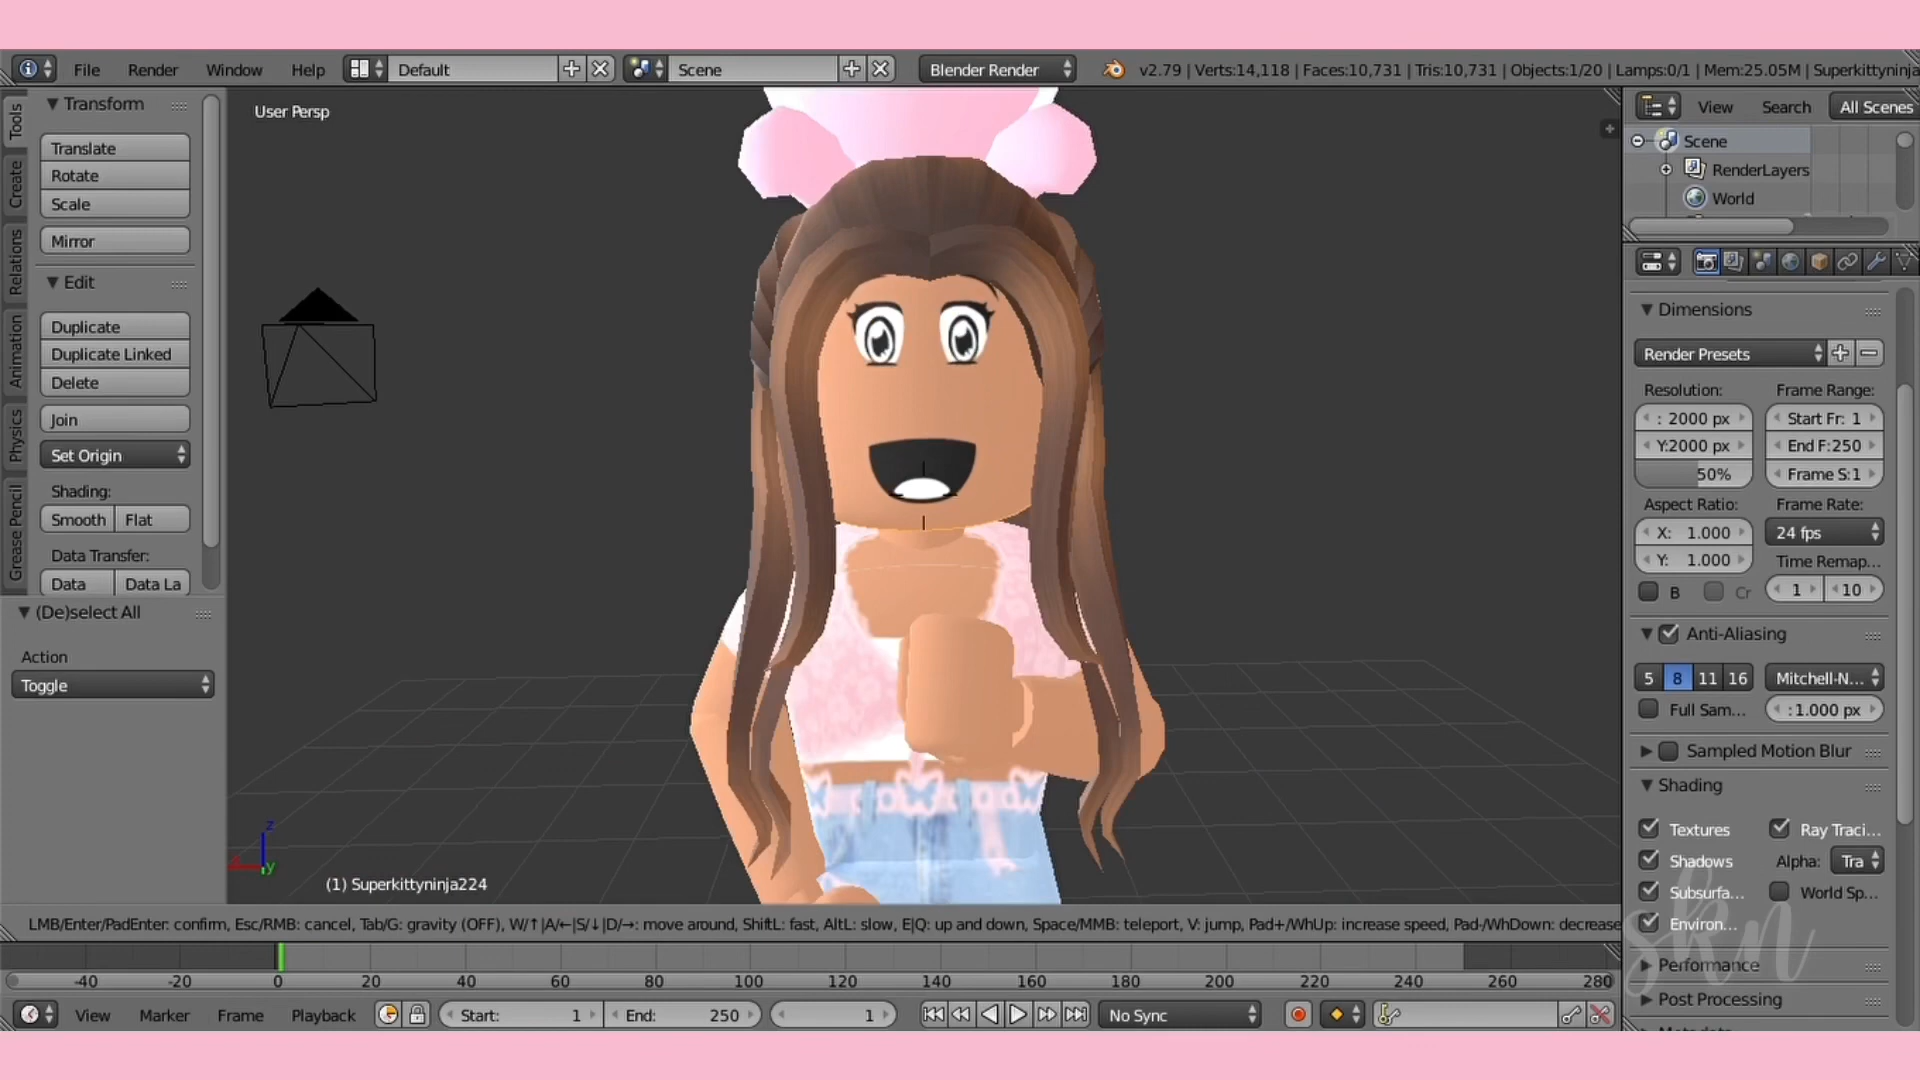 File Render Window Help Default Scene Blender Render v2.79 | Verts:14,118 | Faces:10,731 | Tris:10,731 | Objects:1/20 | Lamps:0/1 | Mem:25.05M | Superkittyninja
Tools
Create
Relations
Animation
Physics
Grease Pencil
Transform
Translate
Rotate
Scale
Mirror
Edit
Duplicate
Duplicate Linked
Delete
Join
Set Origin
Shading:
Smooth Flat
Data Transfer:
Data Data La
(De)select All
Action
Toggle
User Persp
z
y
(1) Superkittyninja224
LMB/Enter/PadEnter: confirm, Esc/RMB: cancel, Tab/G: gravity (OFF), W/↑|A/←|S/↓|D/→: move around, ShiftL: fast, AltL: slow, E|Q: up and down, Space/MMB: teleport, V: jump, Pad+/WhUp: increase speed, Pad-/WhDown: decrease
View Search All Scenes
Scene
RenderLayers
World
Dimensions
Render Presets
Resolution: Frame Range:
: 2000 px Start Fr: 1
Y:2000 px End F:250
50% Frame S:1
Aspect Ratio: Frame Rate:
X: 1.000 24 fps
Y: 1.000 Time Remap...
B Cr 1 10
Anti-Aliasing
5 8 11 16 Mitchell-N...
Full Sam... :1.000 px
Sampled Motion Blur
Shading
Textures Ray Traci...
Shadows Alpha: Tra
Subsurfa... World Sp...
Environ...
skn
Performance
Post Processing
-40 -20 0 20 40 60 80 100 120 140 160 180 200 220 240 260 280
View Marker Frame Playback Start: 1 End: 250 1 No Sync